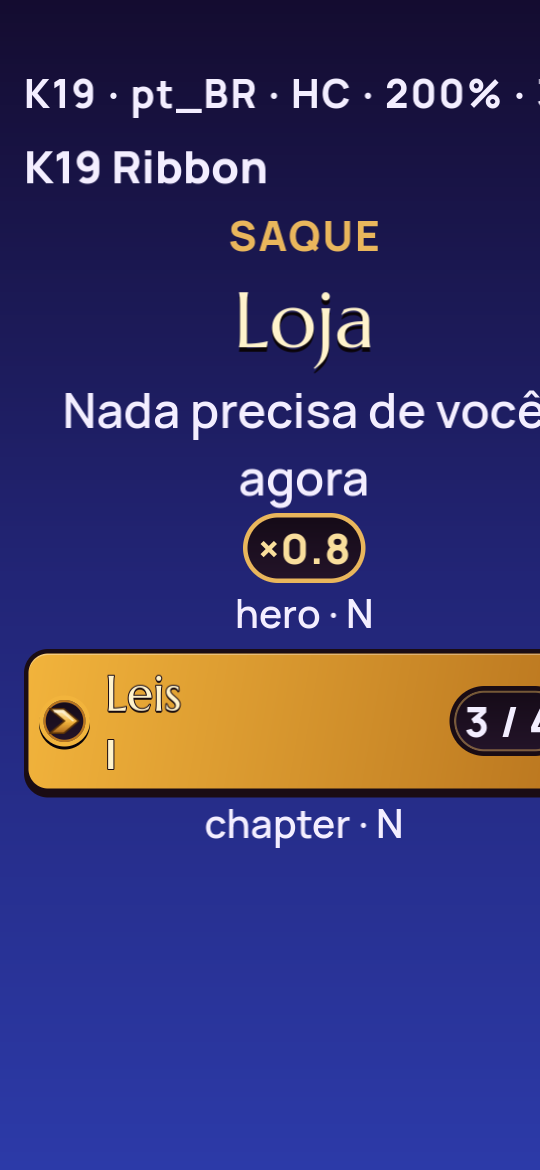 K19 · pt_BR · HC · 200% ·
K19 Ribbon
SAQUE
Loja
Nada precisa de você
agora
×0.8
hero · N
Leis
I
3 / 4
chapter · N